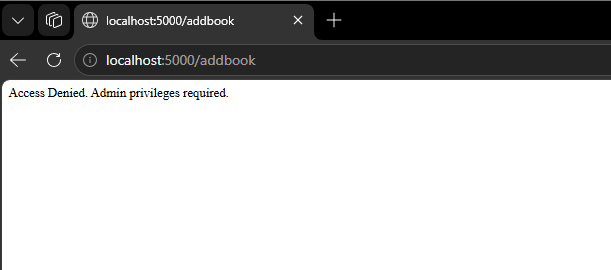 localhost:5000/addbook
localhost:5000/addbook
Access Denied. Admin privileges required.